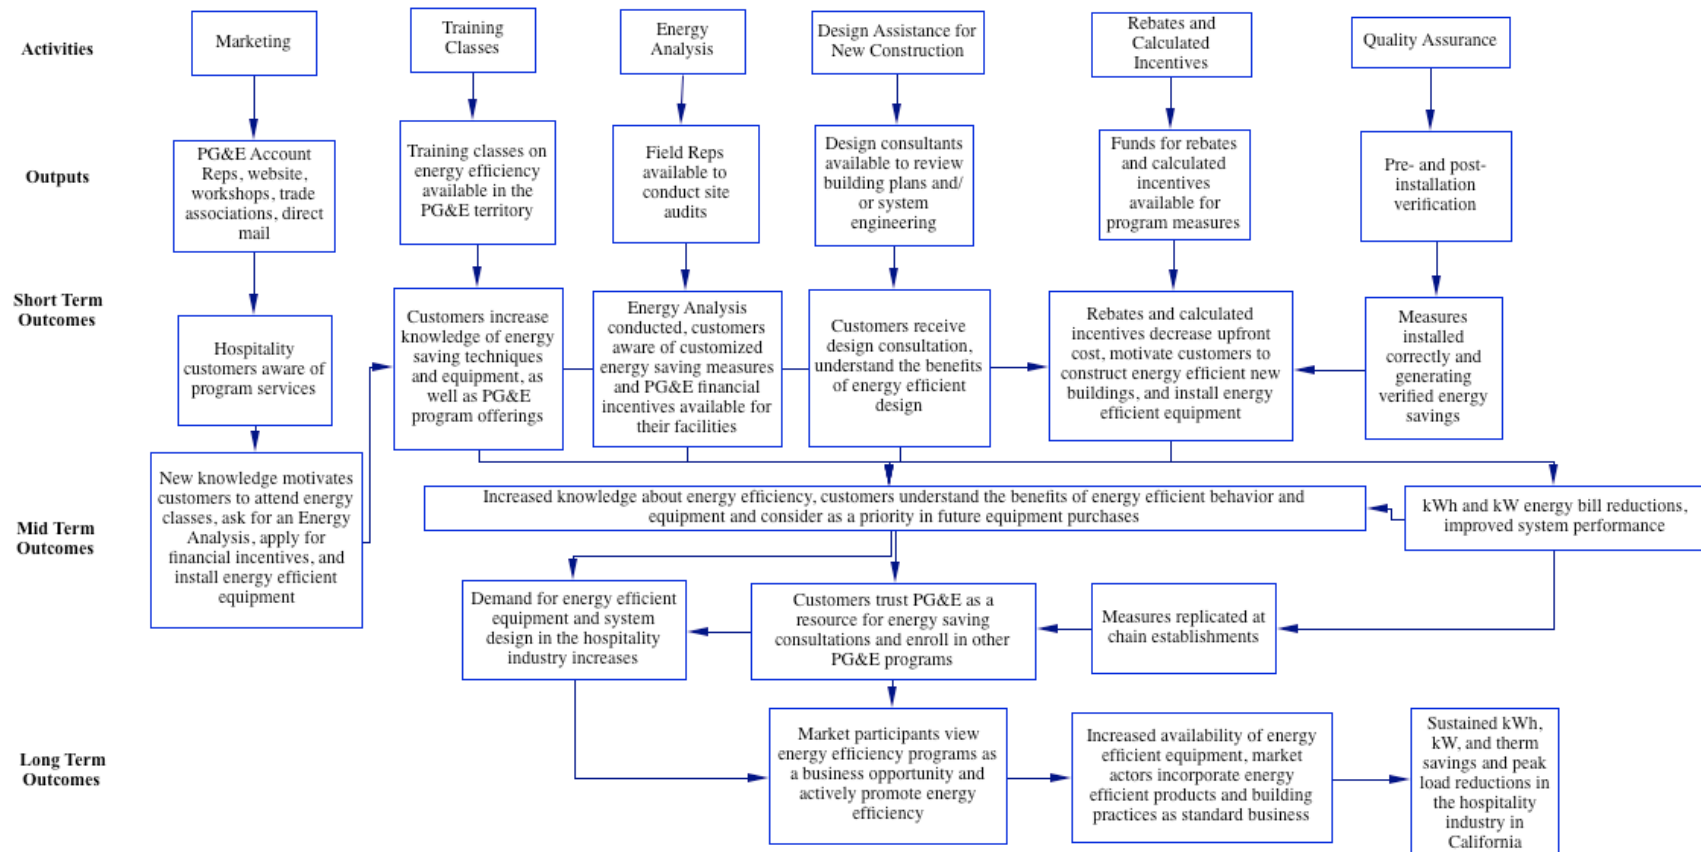 Activities
Marketing
Training
Classes
Energy
Analysis
Design Assistance for
New Construction
Rebates and
Calculated
Incentives
Quality Assurance
Outputs
PG&E Account
Reps, website,
workshops, trade
associations, direct
mail
Training classes on
energy efficiency
available in the
PG&E territory
Field Reps
available to
conduct site
audits
Design consultants
available to review
building plans and/
or system
engineering
Funds for rebates
and calculated
incentives
available for
program measures
Pre- and post-
installation
verification
Short Term
Outcomes
Hospitality
customers aware of
program services
Customers increase
knowledge of energy
saving techniques
and equipment, as
well as PG&E
program offerings
Energy Analysis
conducted, customers
aware of customized
energy saving measures
and PG&E financial
incentives available for
their facilities
Customers receive
design consultation,
understand the benefits
of energy efficient
design
Rebates and calculated
incentives decrease upfront
cost, motivate customers to
construct energy efficient new
buildings, and install energy
efficient equipment
Measures
installed
correctly and
generating
verified energy
savings
Mid Term
Outcomes
New knowledge motivates
customers to attend energy
classes, ask for an Energy
Analysis, apply for
financial incentives, and
install energy efficient
equipment
Increased knowledge about energy efficiency, customers understand the benefits of energy efficient behavior and
equipment and consider as a priority in future equipment purchases
kWh and kW energy bill reductions,
improved system performance
Demand for energy efficient
equipment and system
design in the hospitality
industry increases
Customers trust PG&E as a
resource for energy saving
consultations and enroll in other
PG&E programs
Measures replicated at
chain establishments
Long Term
Outcomes
Market participants view
energy efficiency programs as
a business opportunity and
actively promote energy
efficiency
Increased availability of energy
efficient equipment, market
actors incorporate energy
efficient products and building
practices as standard business
Sustained kWh,
kW, and therm
savings and peak
load reductions in
the hospitality
industry in
California